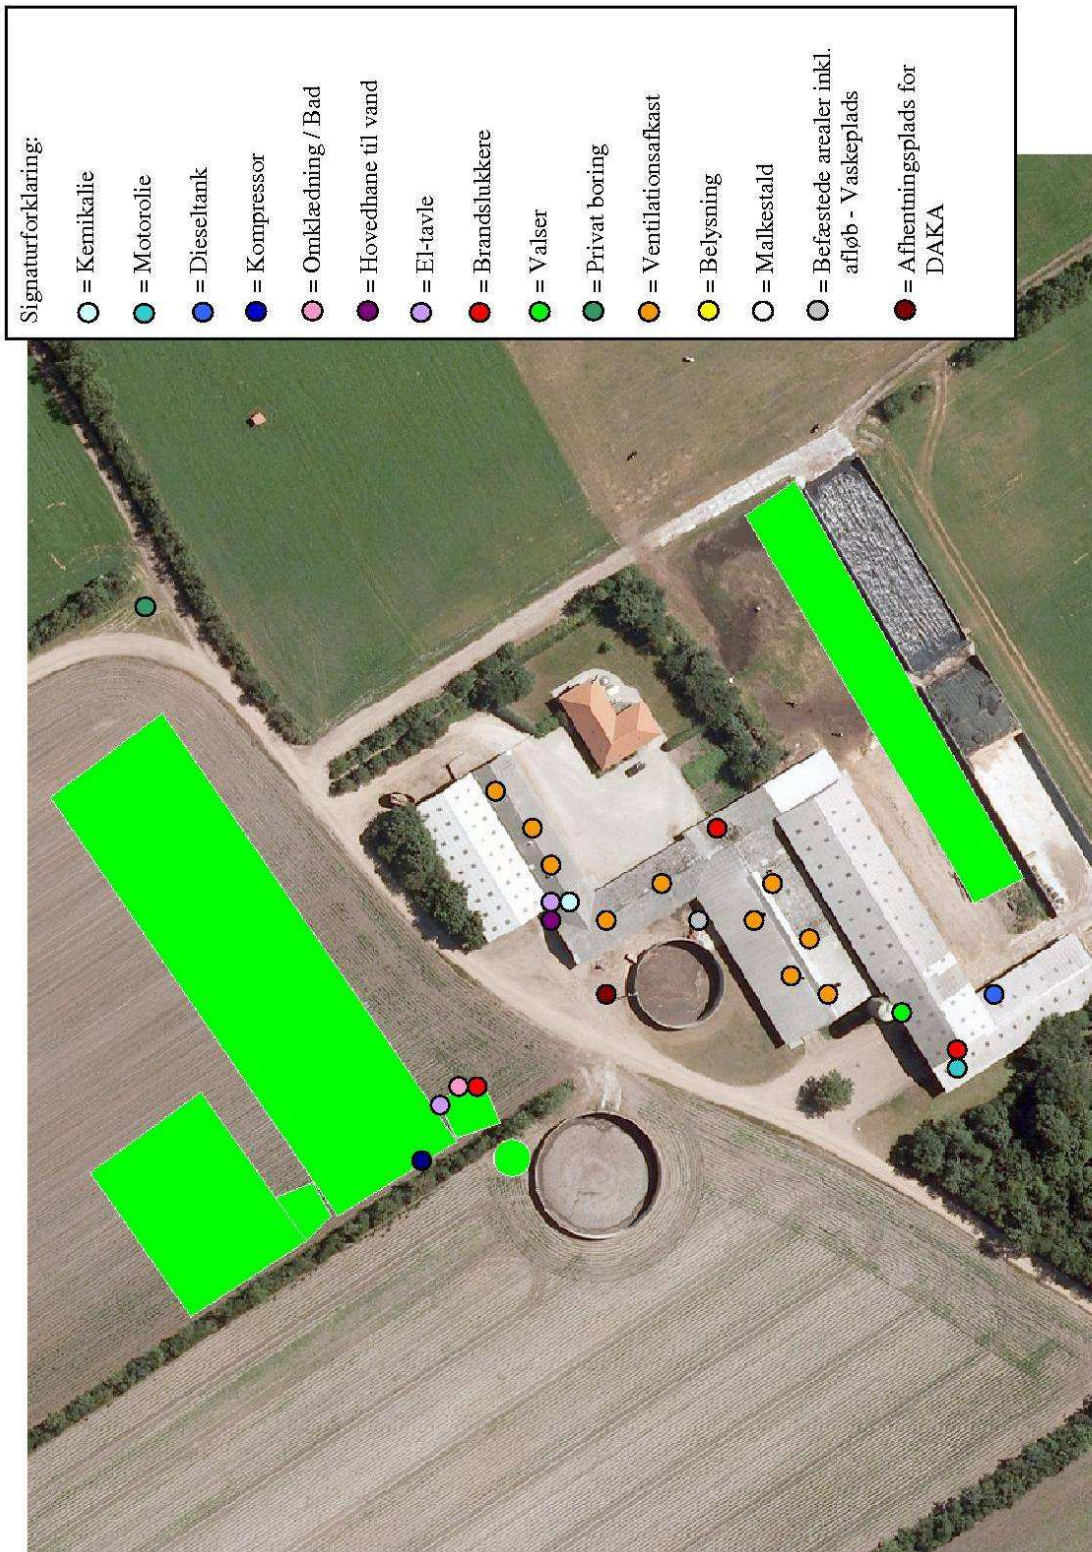 Signaturforklaring:
= Kemikalie
= Motorolie
= Dieseltank
= Kompressor
= Omklædning / Bad
= Hovedhane til vand
= El-tavle
= Brandslukkere
= Valser
= Privat boring
= Ventilationsafkast
= Belysning
= Malkestald
= Befæstede arealer inkl.
afløb - Vaskeplads
= Afhentningsplads for
DAKA